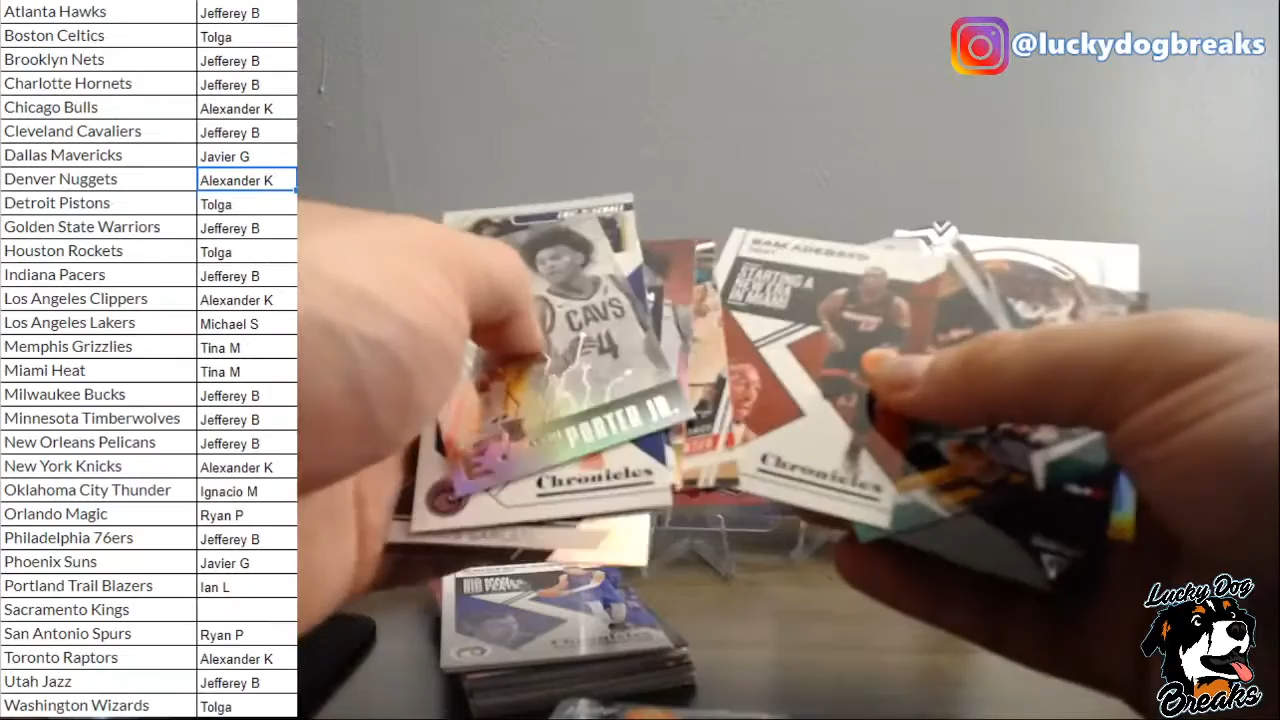 Atlanta Hawks Jefferey B
Boston Celtics Tolga
Brooklyn Nets Jefferey B
Charlotte Hornets Jefferey B
Chicago Bulls Alexander K
Cleveland Cavaliers Jefferey B
Dallas Mavericks Javier G
Denver Nuggets Alexander K
Detroit Pistons Tolga
Golden State Warriors Jefferey B
Houston Rockets Tolga
Indiana Pacers Jefferey B
Los Angeles Clippers Alexander K
Los Angeles Lakers Michael S
Memphis Grizzlies Tina M
Miami Heat Tina M
Milwaukee Bucks Jefferey B
Minnesota Timberwolves Jefferey B
New Orleans Pelicans Jefferey B
New York Knicks Alexander K
Oklahoma City Thunder Ignacio M
Orlando Magic Ryan P
Philadelphia 76ers Jefferey B
Phoenix Suns Javier G
Portland Trail Blazers Ian L
Sacramento Kings
San Antonio Spurs Ryan P
Toronto Raptors Alexander K
Utah Jazz Jefferey B
Washington Wizards Tolga
@luckydogbreaks
CAVS
4
PORTER JR.
Chronicles
BAM ADEBAYO
STARTING A
NEW ERA
IN MIAMI
Chronicles
Chronicles
Lucky Dog
Breaks